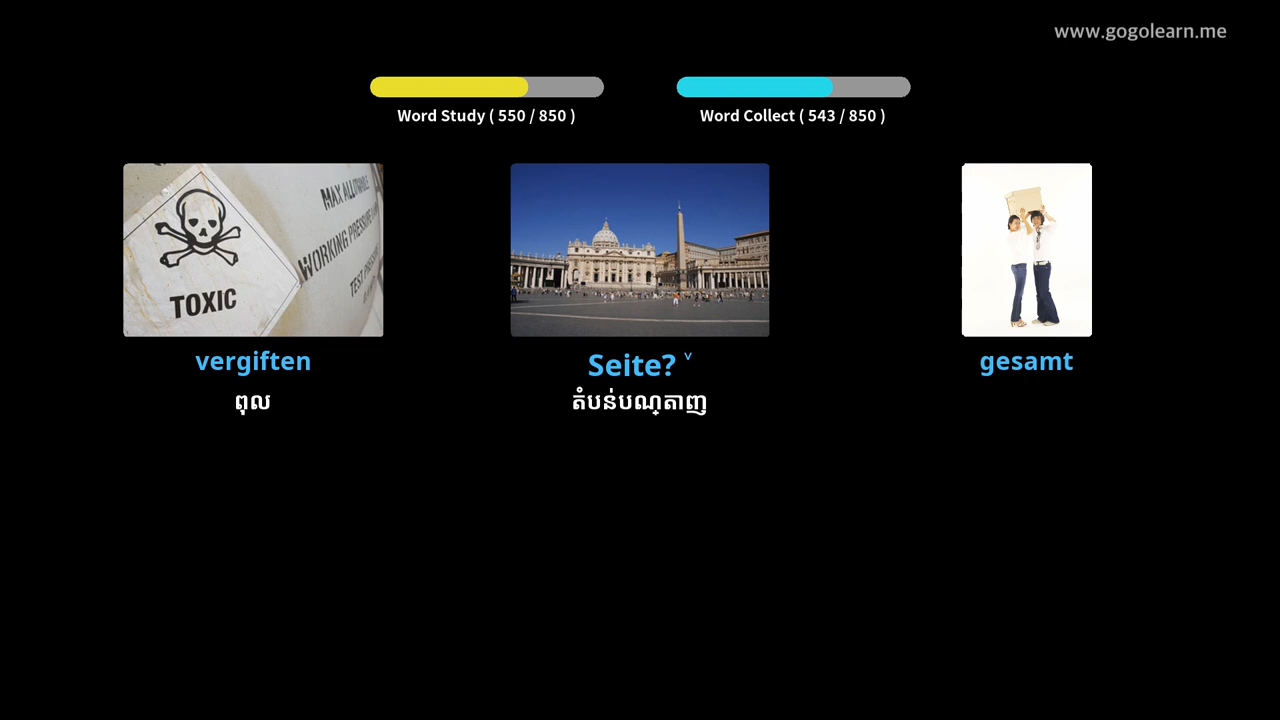 www.gogolearn.me
Word Study ( 550 / 850 )
Word Collect ( 543 / 850 )
MAX ALLOWABLE
WORKING PRESSURE
TEST PRESSURE
TOXIC
vergiften
Seite? ˅
gesamt
ពុល
តំបន់បណ្តាញ